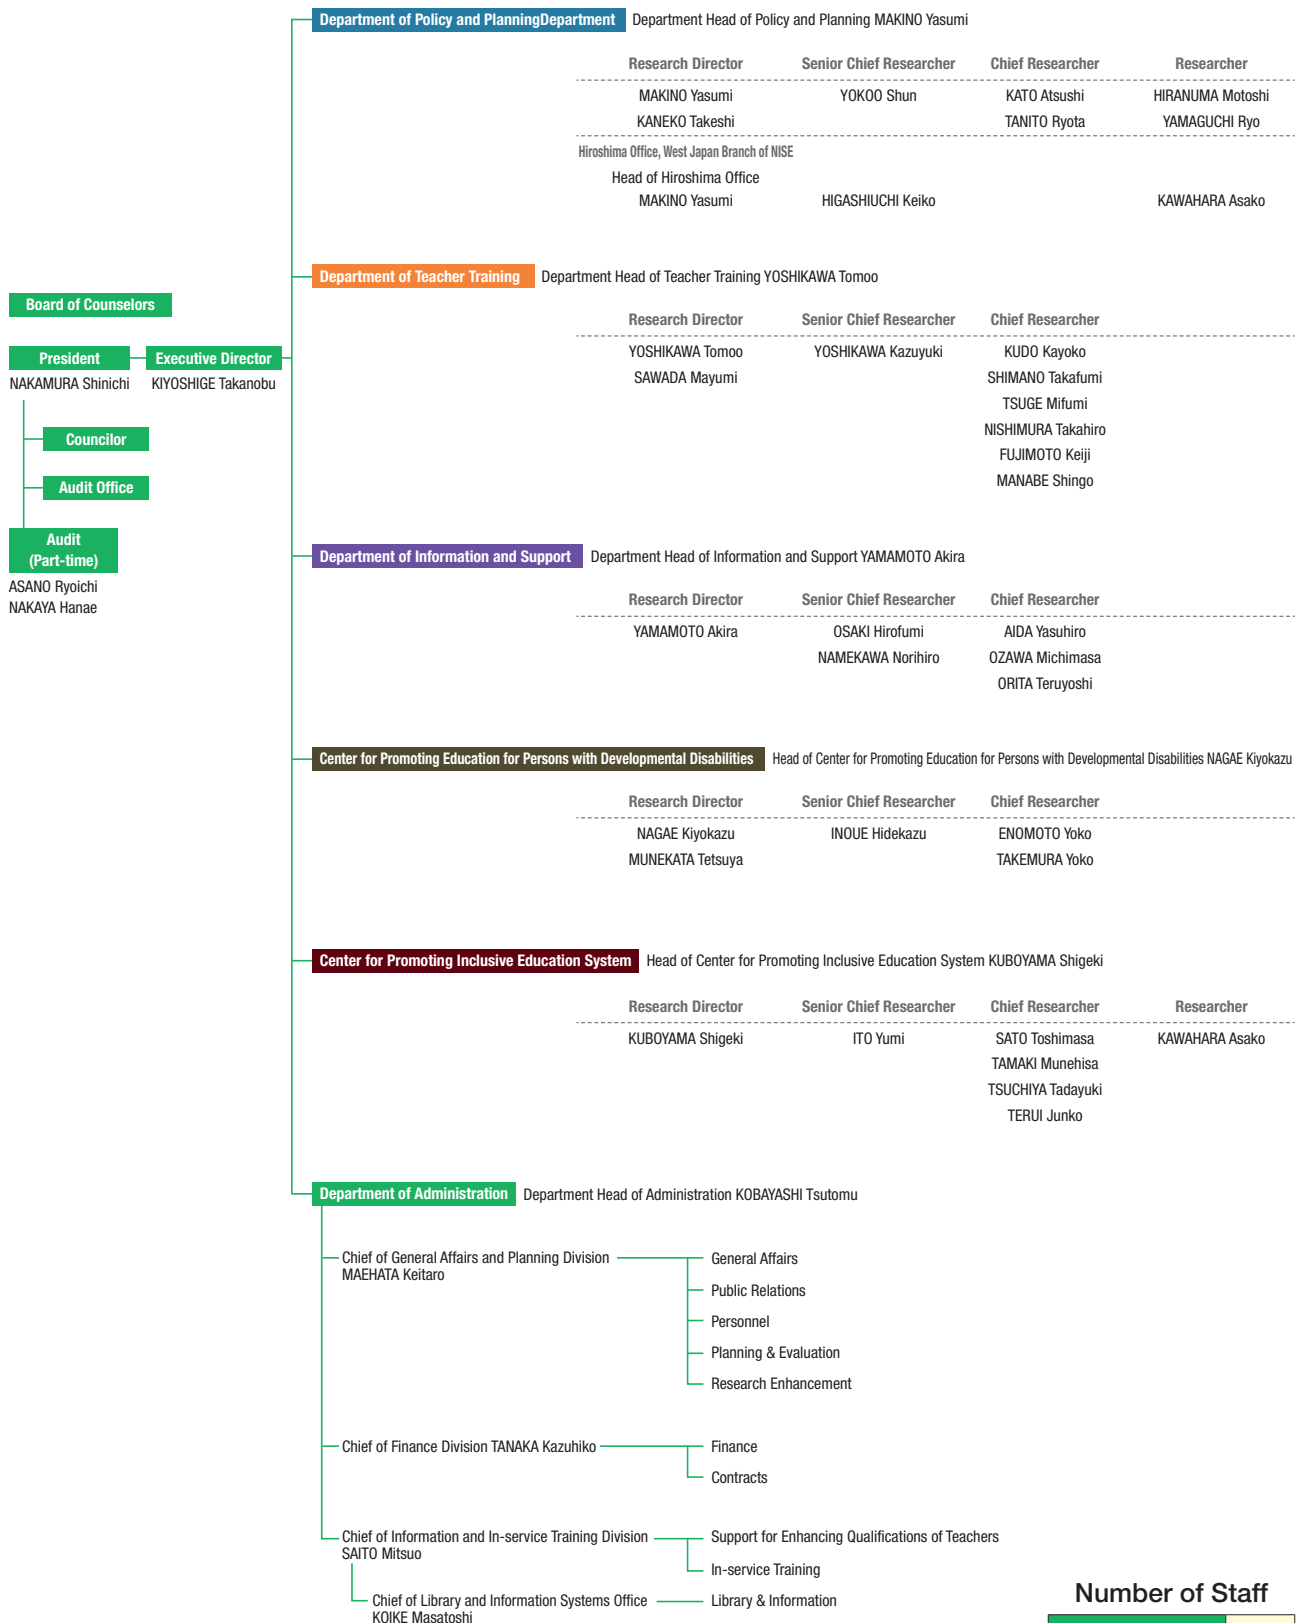 Department of Policy and PlanningDepartment Department Head of Policy and Planning MAKINO Yasumi
Research Director Senior Chief Researcher Chief Researcher Researcher
MAKINO Yasumi YOKOO Shun KATO Atsushi HIRANUMA Motoshi
KANEKO Takeshi TANITO Ryota YAMAGUCHI Ryo
Hiroshima Office, West Japan Branch of NISE
Head of Hiroshima Office
MAKINO Yasumi HIGASHIUCHI Keiko KAWAHARA Asako
Board of Counselors
President Executive Director
NAKAMURA Shinichi KIYOSHIGE Takanobu
Councilor
Audit Office
Audit
(Part-time)
ASANO Ryoichi
NAKAYA Hanae
Department of Teacher Training Department Head of Teacher Training YOSHIKAWA Tomoo
Research Director Senior Chief Researcher Chief Researcher
YOSHIKAWA Tomoo YOSHIKAWA Kazuyuki KUDO Kayoko
SAWADA Mayumi SHIMANO Takafumi
TSUGE Mifumi
NISHIMURA Takahiro
FUJIMOTO Keiji
MANABE Shingo
Department of Information and Support Department Head of Information and Support YAMAMOTO Akira
Research Director Senior Chief Researcher Chief Researcher
YAMAMOTO Akira OSAKI Hirofumi AIDA Yasuhiro
NAMEKAWA Norihiro OZAWA Michimasa
ORITA Teruyoshi
Center for Promoting Education for Persons with Developmental Disabilities Head of Center for Promoting Education for Persons with Developmental Disabilities NAGAE Kiyokazu
Research Director Senior Chief Researcher Chief Researcher
NAGAE Kiyokazu INOUE Hidekazu ENOMOTO Yoko
MUNEKATA Tetsuya TAKEMURA Yoko
Center for Promoting Inclusive Education System Head of Center for Promoting Inclusive Education System KUBOYAMA Shigeki
Research Director Senior Chief Researcher Chief Researcher Researcher
KUBOYAMA Shigeki ITO Yumi SATO Toshimasa KAWAHARA Asako
TAMAKI Munehisa
TSUCHIYA Tadayuki
TERUI Junko
Department of Administration Department Head of Administration KOBAYASHI Tsutomu
Chief of General Affairs and Planning Division General Affairs
MAEHATA Keitaro
Public Relations
Personnel
Planning & Evaluation
Research Enhancement
Chief of Finance Division TANAKA Kazuhiko Finance
Contracts
Chief of Information and In-service Training Division Support for Enhancing Qualifications of Teachers
SAITO Mitsuo
In-service Training
Chief of Library and Information Systems Office Library & Information
KOIKE Masatoshi
Number of Staff